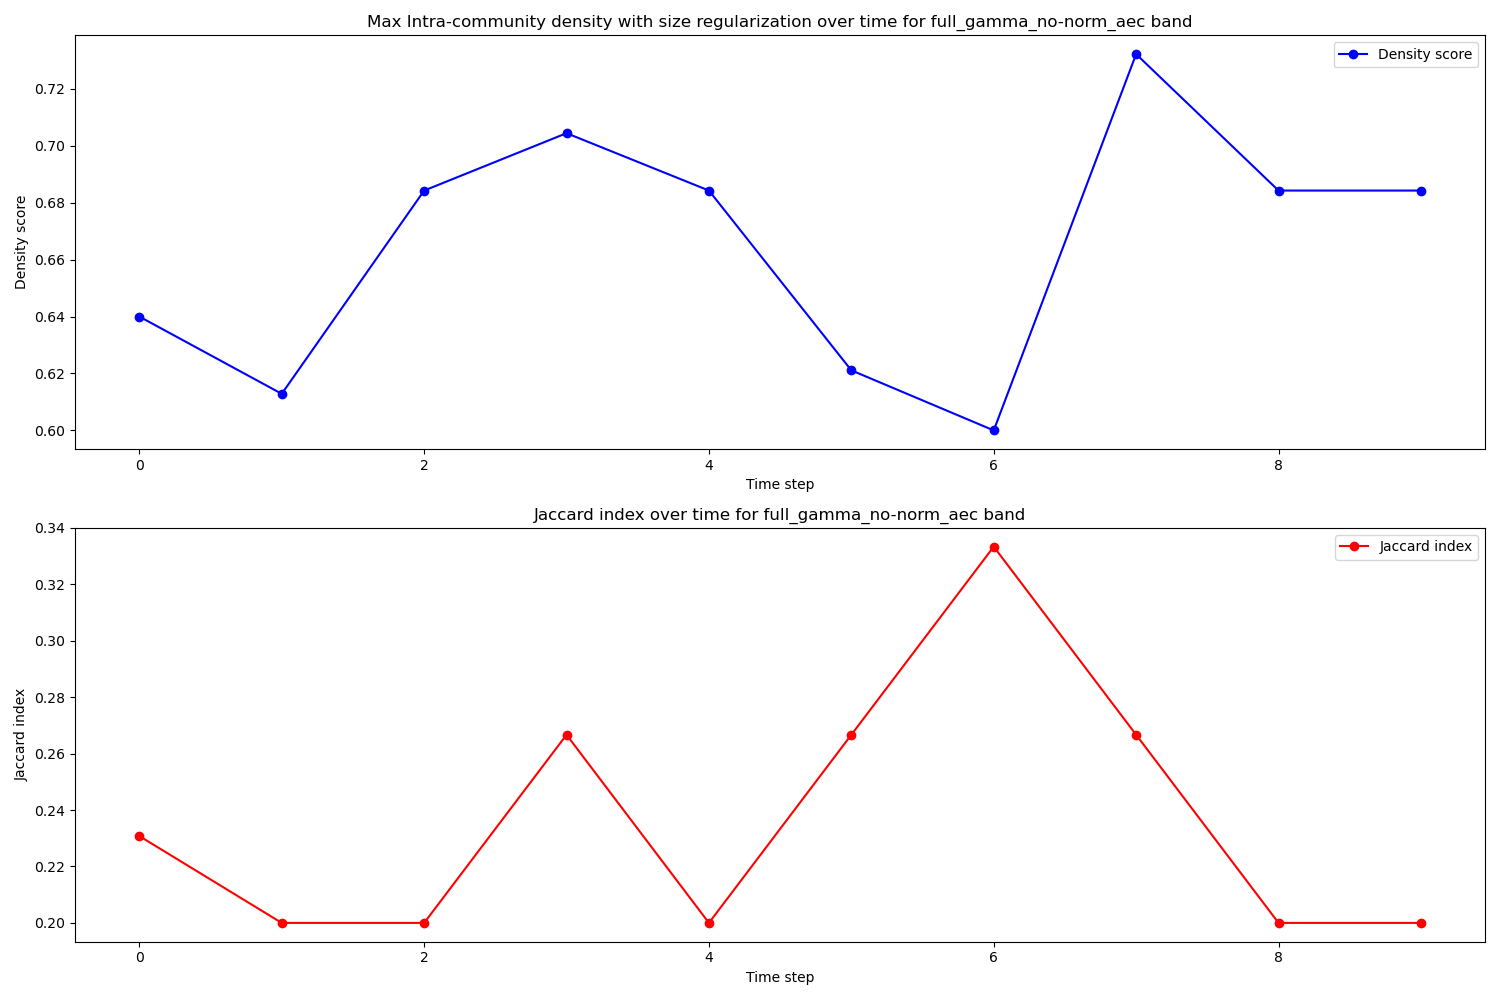 Max Intra-community density with size regularization over time for full_gamma_no-norm_aec band
Density score
0.72
0.70
0.68
0.66
0.64
0.62
0.60
Density score
0 2 4 6 8
Time step
Jaccard index over time for full_gamma_no-norm_aec band
Jaccard index
0.34
0.32
0.30
0.28
0.26
0.24
0.22
0.20
Jaccard index
0 2 4 6 8
Time step